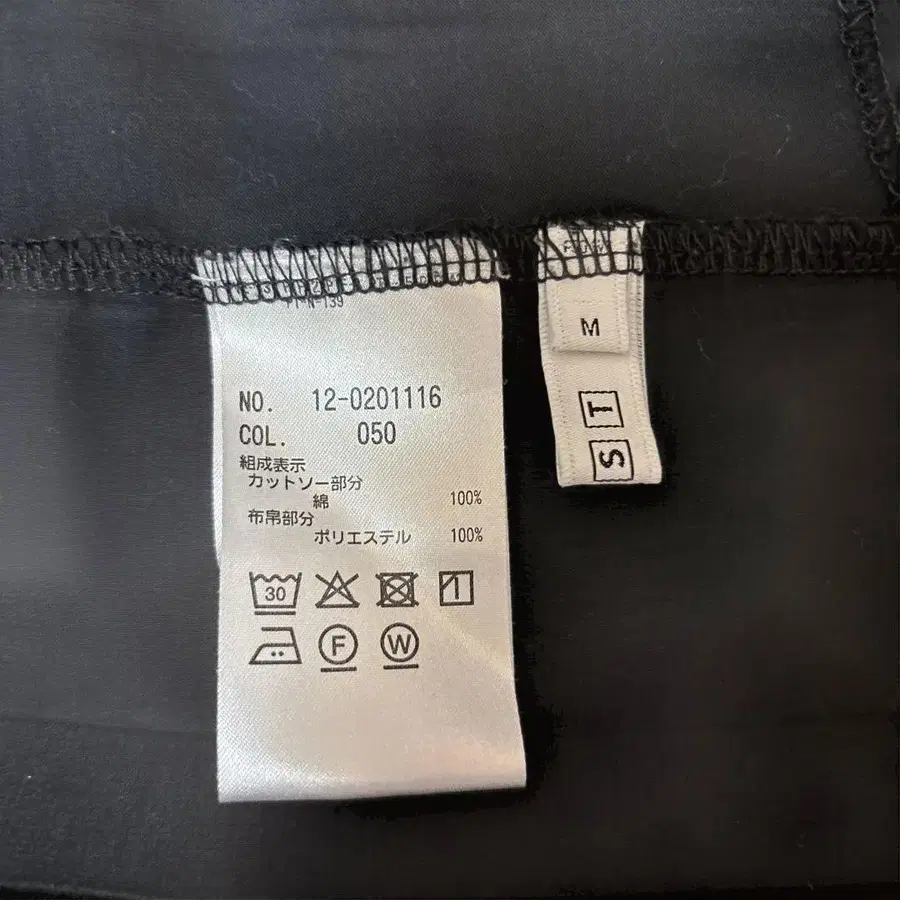 NO. 12-0201116
COL. 050
組成表示
カットソー部分
綿 100%
布帛部分
ポリエステル 100%
30
F W
M
T
S